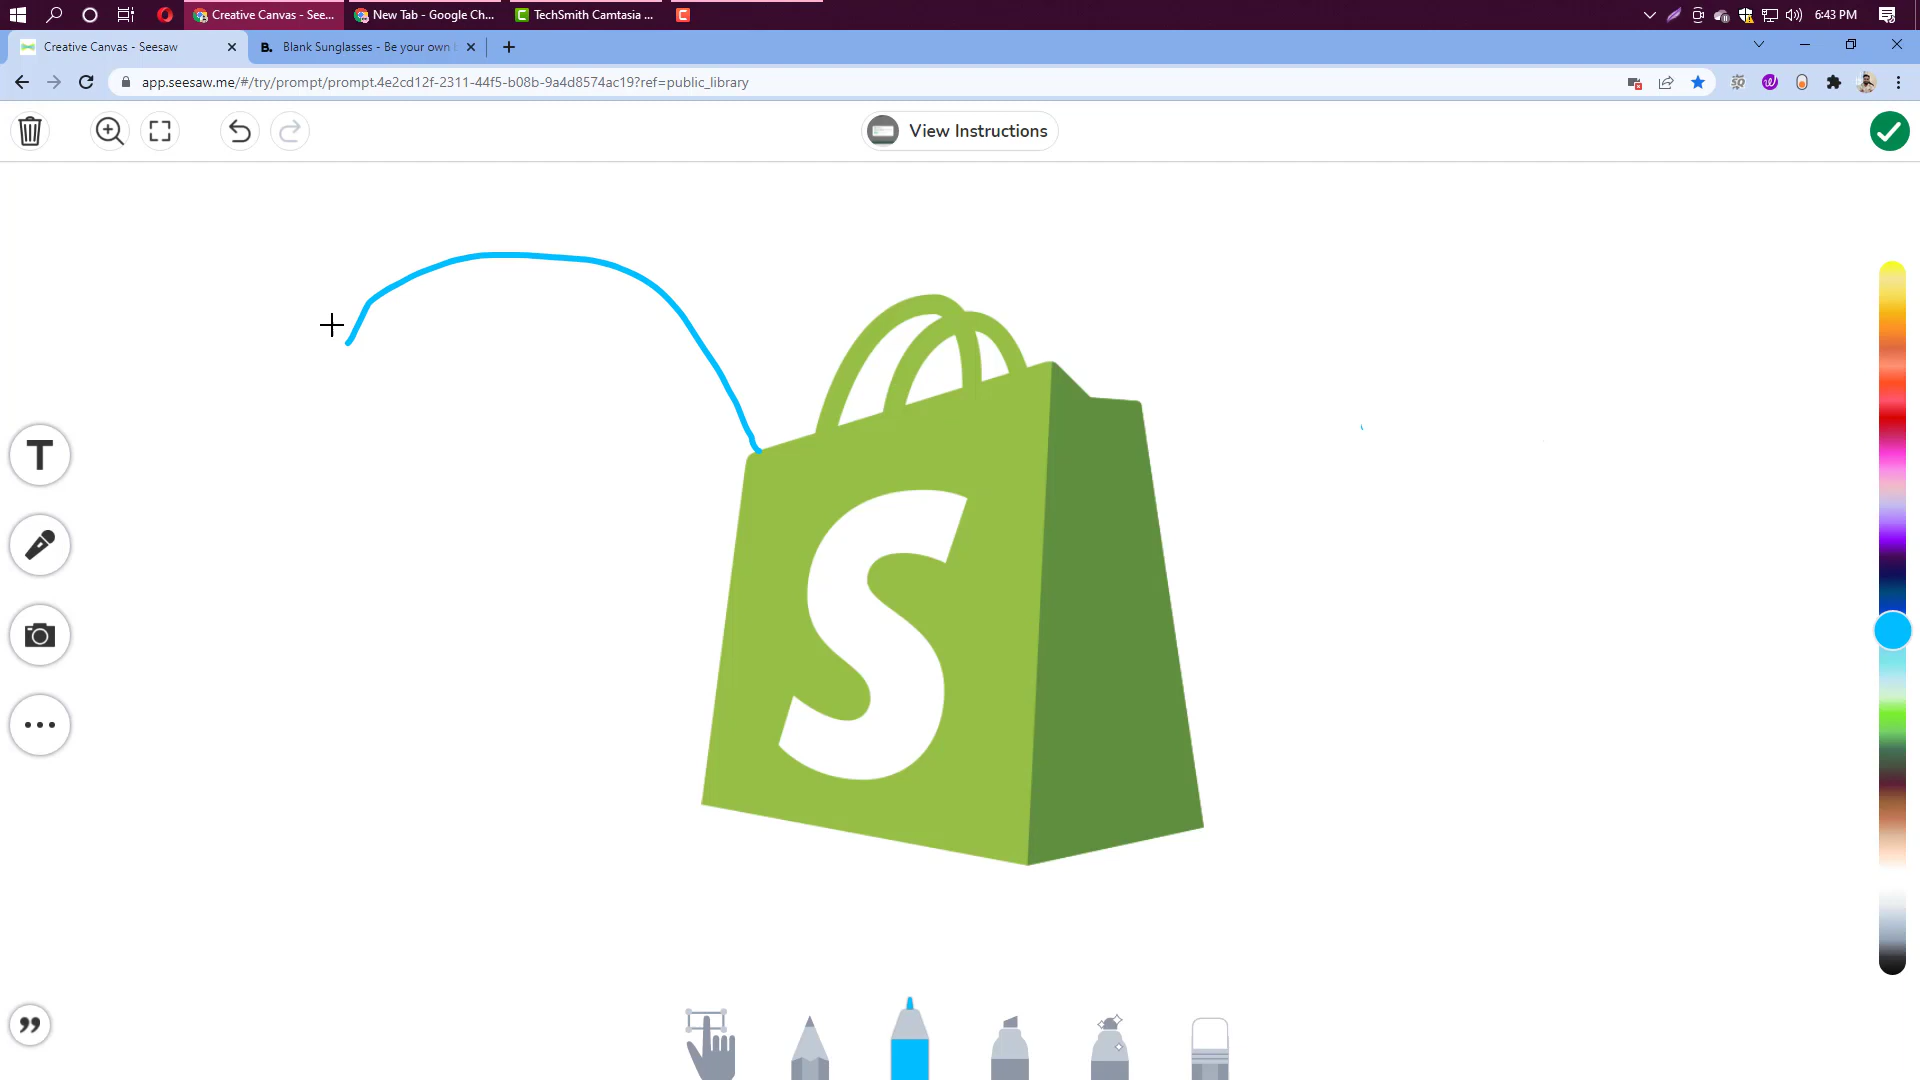 Creative Canvas - See...
New Tab - Google Ch...
TechSmith Camtasia ...
6:43 PM
Creative Canvas - Seesaw
B. Blank Sunglasses - Be your own b
app.seesaw.me/#/try/prompt/prompt.4e2cd12f-2311-44f5-b08b-9a4d8574ac19?ref=public_library
View Instructions
T
S